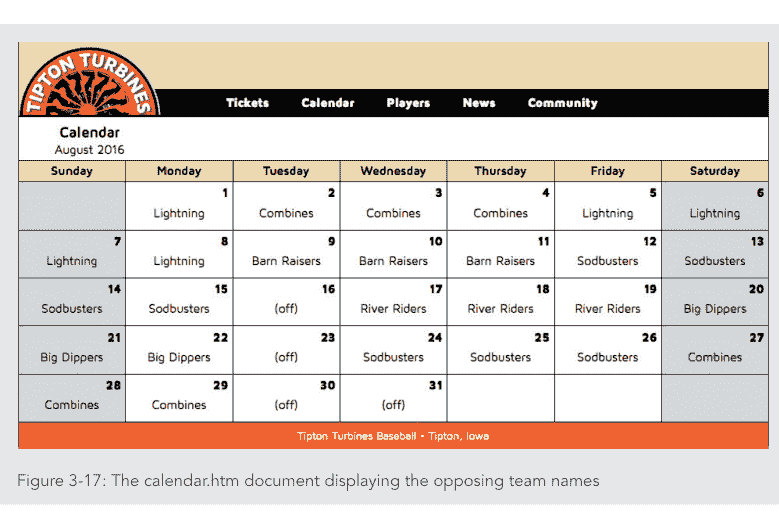 TIPTON TURBINES
Tickets Calendar Players News Community
Calendar
August 2016
Sunday Monday Tuesday Wednesday Thursday Friday Saturday
1 2 3 4 5 6
Lightning Combines Combines Combines Lightning Lightning
7 8 9 10 11 12 13
Lightning Lightning Barn Raisers Barn Raisers Barn Raisers Sodbusters Sodbusters
14 15 16 17 18 19 20
Sodbusters Sodbusters (off) River Riders River Riders River Riders Big Dippers
21 22 23 24 25 26 27
Big Dippers Big Dippers (off) Sodbusters Sodbusters Sodbusters Combines
28 29 30 31
Combines Combines (off) (off)
Tipton Turbines Baseball • Tipton, Iowa
Figure 3-17: The calendar.htm document displaying the opposing team names